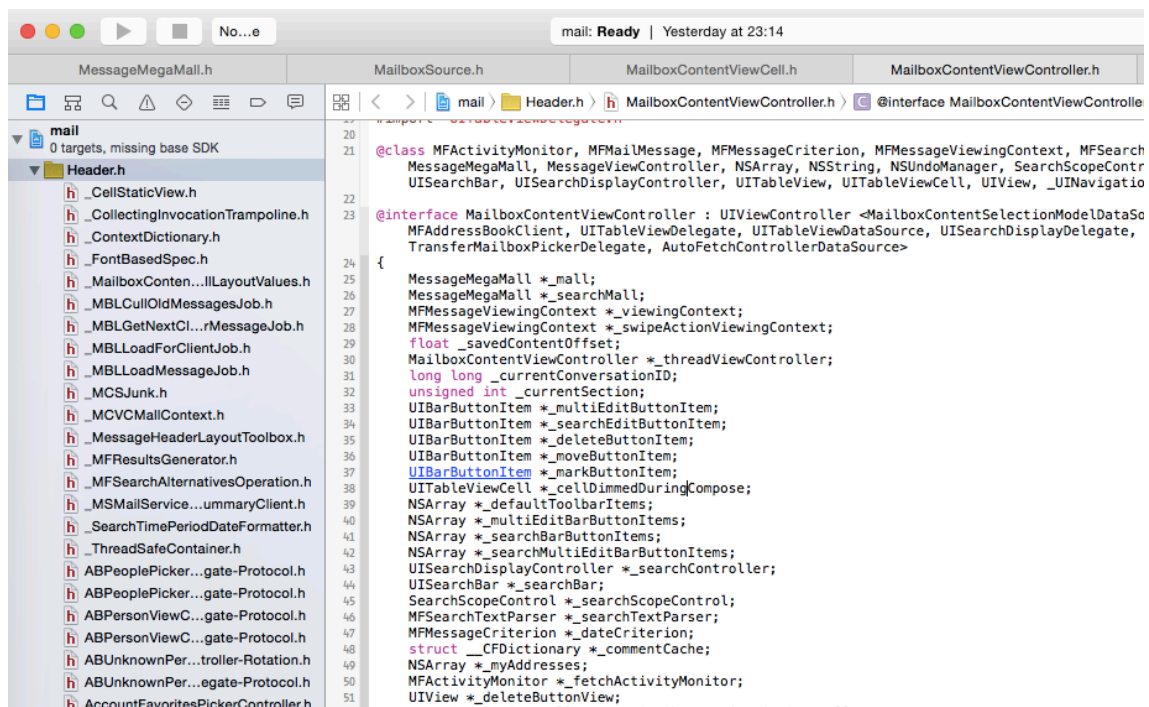 No...e
mail: Ready | Yesterday at 23:14
MessageMegaMall.h
MailboxSource.h
MailboxContentViewCell.h
MailboxContentViewController.h
mail
Header.h
MailboxContentViewController.h
@interface MailboxContentViewController
mail
0 targets, missing base SDK
Header.h
_CellStaticView.h
_CollectingInvocationTrampoline.h
_ContextDictionary.h
_FontBasedSpec.h
_MailboxConten...llLayoutValues.h
_MBLCullOldMessagesJob.h
_MBLGetNextCl...rMessageJob.h
_MBLLoadForClientJob.h
_MBLLoadMessageJob.h
_MCSJunk.h
_MCVCMallContext.h
_MessageHeaderLayoutToolbox.h
_MFResultsGenerator.h
_MFSearchAlternativesOperation.h
_MSMailService...ummaryClient.h
_SearchTimePeriodDateFormatter.h
_ThreadSafeContainer.h
ABPeoplePicker...gate-Protocol.h
ABPeoplePicker...gate-Protocol.h
ABPersonViewC...gate-Protocol.h
ABPersonViewC...gate-Protocol.h
ABUnknownPer...troller-Rotation.h
ABUnknownPer...egate-Protocol.h
AccountFavoritesPickerController.h
20
21 @class MFActivityMonitor, MFMailMessage, MFMessageCriterion, MFMessageViewingContext, MFSearch
MessageMegaMall, MessageViewController, NSArray, NSString, NSUndoManager, SearchScopeContr
UISearchBar, UISearchDisplayController, UITableView, UITableViewCell, UIView, _UINavigatio
22
23 @interface MailboxContentViewController : UIViewController <MailboxContentSelectionModelDataSo
MFAddressBookClient, UITableViewDelegate, UITableViewDataSource, UISearchDisplayDelegate,
TransferMailboxPickerDelegate, AutoFetchControllerDataSource>
24 {
25 MessageMegaMall *_mall;
26 MessageMegaMall *_searchMall;
27 MFMessageViewingContext *_viewingContext;
28 MFMessageViewingContext *_swipeActionViewingContext;
29 float _savedContentOffset;
30 MailboxContentViewController *_threadViewController;
31 long long _currentConversationID;
32 unsigned int _currentSection;
33 UIBarButtonItem *_multiEditButtonItem;
34 UIBarButtonItem *_searchEditButtonItem;
35 UIBarButtonItem *_deleteButtonItem;
36 UIBarButtonItem *_moveButtonItem;
37 UIBarButtonItem *_markButtonItem;
38 UITableViewCell *_cellDimmedDuringCompose;
39 NSArray *_defaultToolbarItems;
40 NSArray *_multiEditBarButtonItems;
41 NSArray *_searchBarButtonItems;
42 NSArray *_searchMultiEditBarButtonItems;
43 UISearchDisplayController *_searchController;
44 UISearchBar *_searchBar;
45 SearchScopeControl *_searchScopeControl;
46 MFSearchTextParser *_searchTextParser;
47 MFMessageCriterion *_dateCriterion;
48 struct __CFDictionary *_commentCache;
49 NSArray *_myAddresses;
50 MFActivityMonitor *_fetchActivityMonitor;
51 UIView *_deleteButtonView;